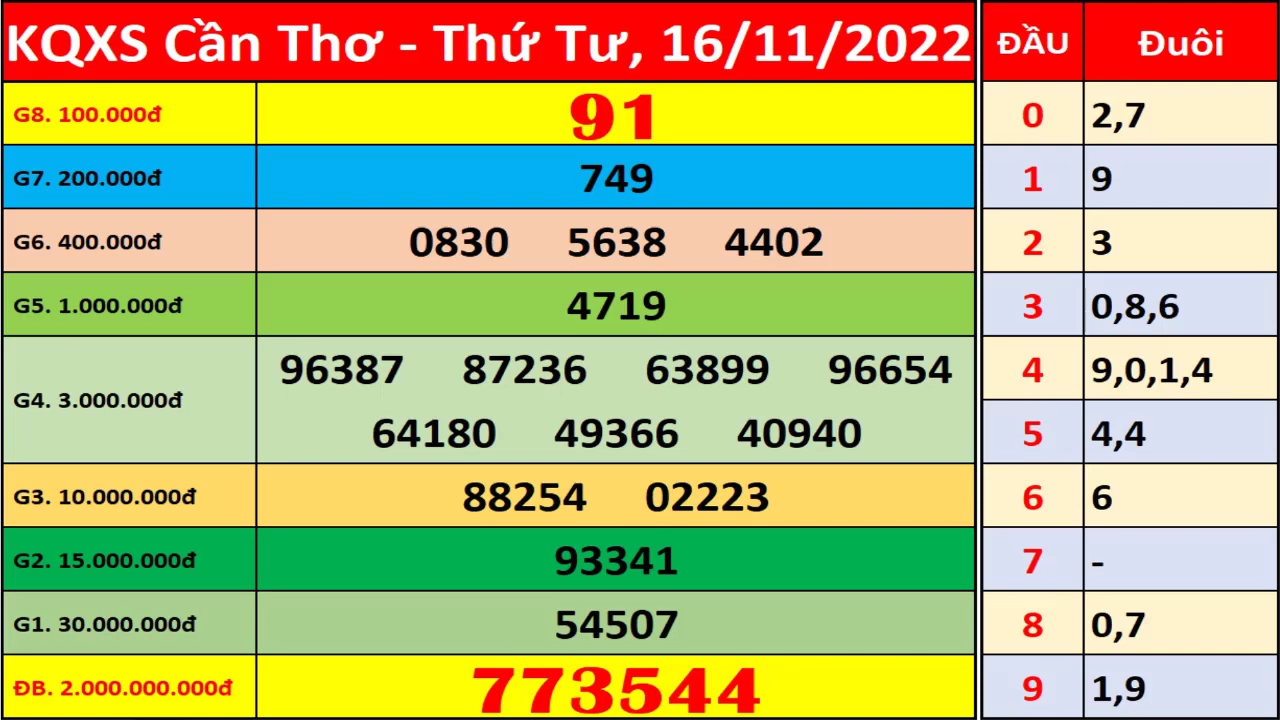 KQXS Cần Thơ - Thứ Tư, 16/11/2022 ĐẦU Đuôi
G8. 100.000đ 91 0 2,7
G7. 200.000đ 749 1 9
G6. 400.000đ 0830 5638 4402 2 3
G5. 1.000.000đ 4719 3 0,8,6
G4. 3.000.000đ 96387 87236 63899 96654 4 9,0,1,4
64180 49366 40940 5 4,4
G3. 10.000.000đ 88254 02223 6 6
G2. 15.000.000đ 93341 7 -
G1. 30.000.000đ 54507 8 0,7
ĐB. 2.000.000.000đ 773544 9 1,9